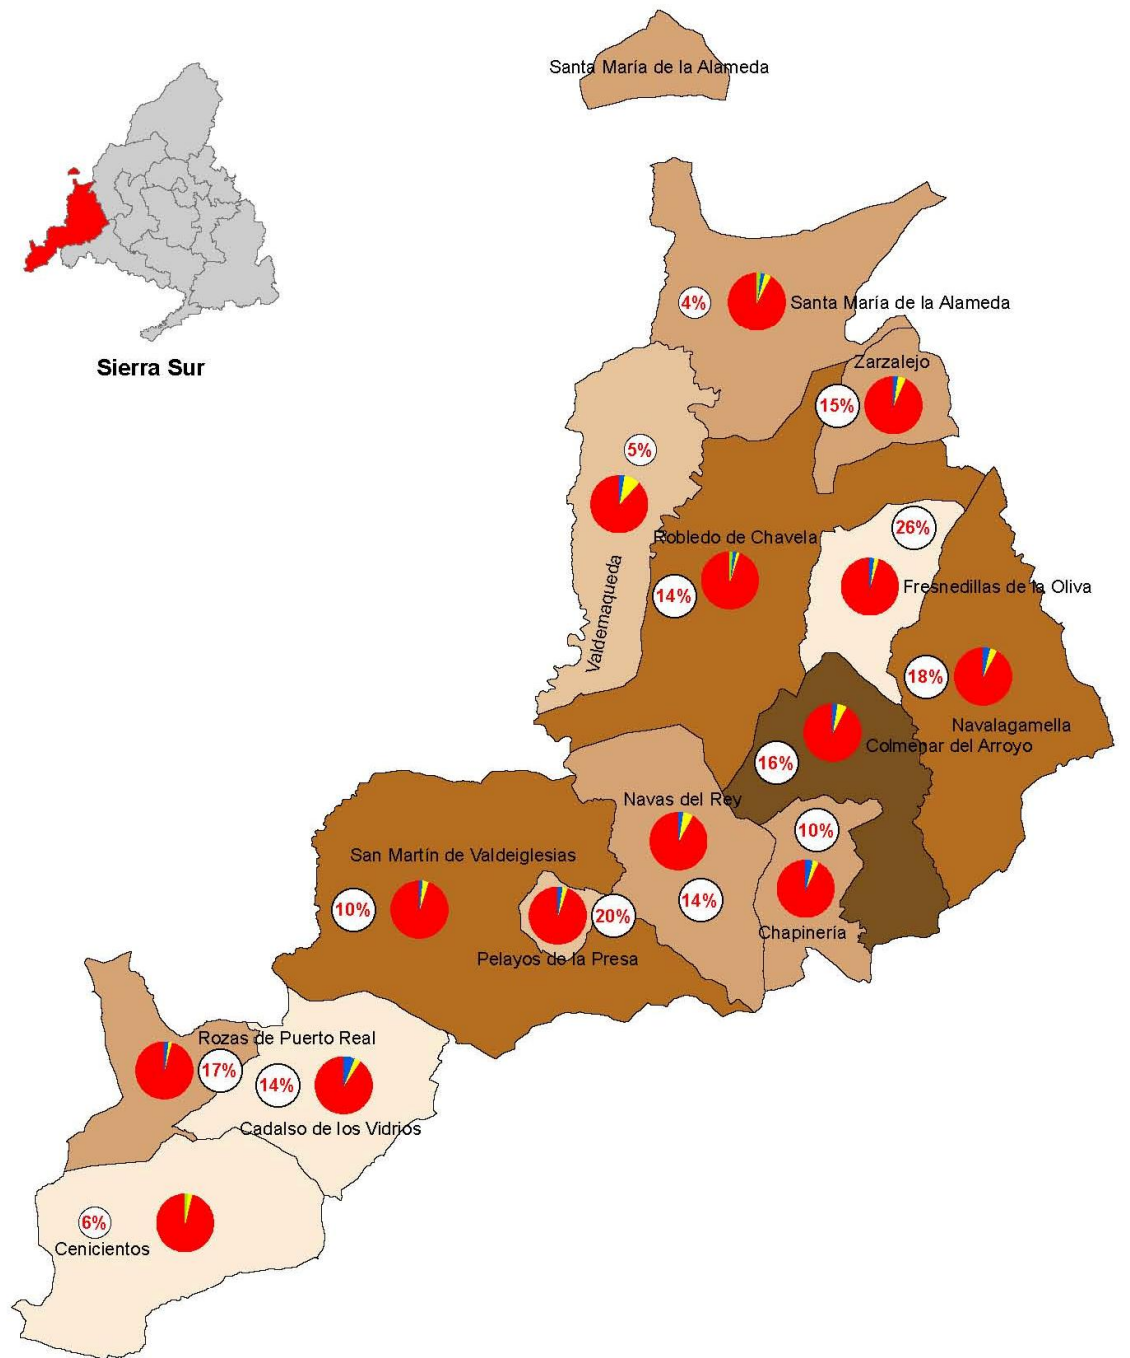 Santa María de la Alameda
Sierra Sur
4%
Santa María de la Alameda
Zarzalejo
15%
5%
Valdemaqueda
Robledo de Chavela
14%
26%
Fresnedillas de la Oliva
18%
Navalagamella
Colmenar del Arroyo
16%
Navas del Rey
14%
10%
Chapinería
San Martín de Valdeiglesias
10%
20%
Pelayos de la Presa
Rozas de Puerto Real
17%
14%
Cadalso de los Vidrios
6%
Cenicientos